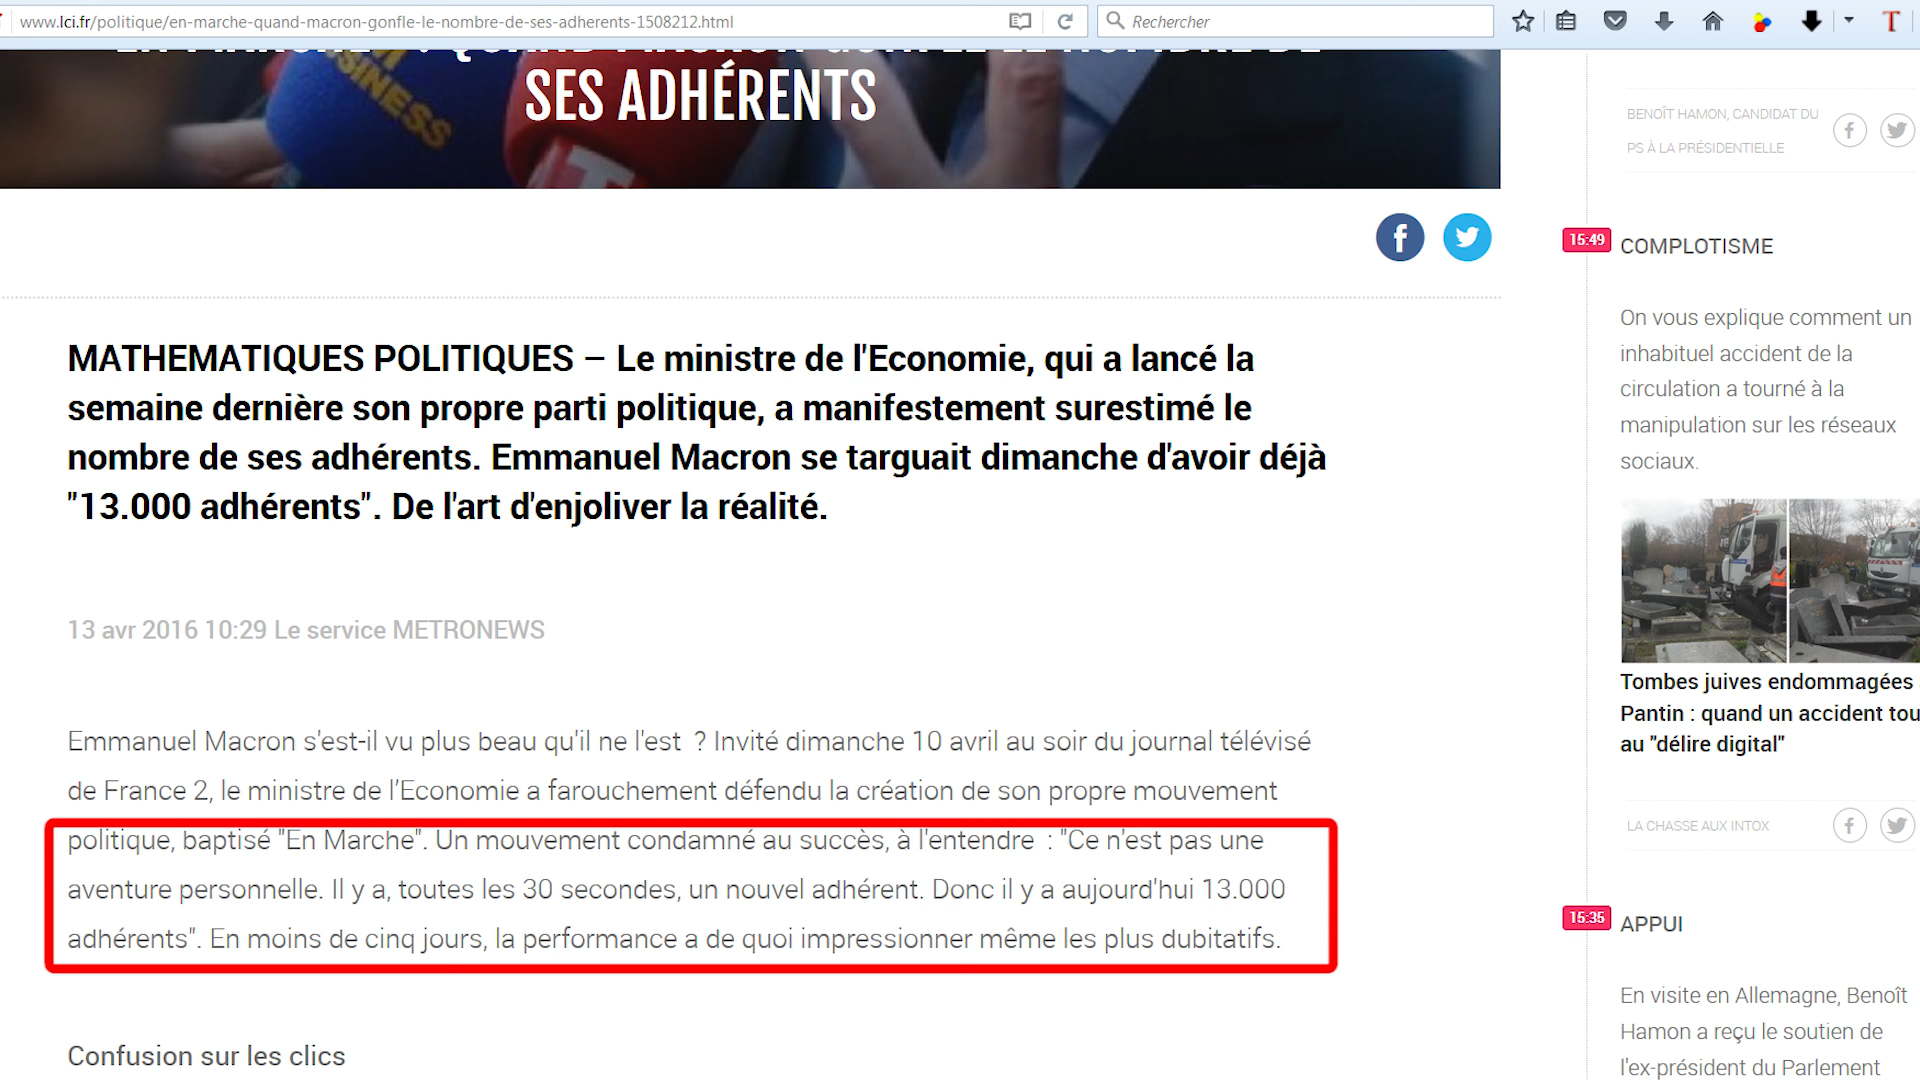 www.lci.fr/politique/en-marche-quand-macron-gonfle-le-nombre-de-ses-adherents-1508212.html
Rechercher
T
EN MARCHE : QUAND MACRON GONFLE LE NOMBRE DE
SES ADHÉRENTS
BUSINESS
f
MATHEMATIQUES POLITIQUES – Le ministre de l'Economie, qui a lancé la
semaine dernière son propre parti politique, a manifestement surestimé le
nombre de ses adhérents. Emmanuel Macron se targuait dimanche d'avoir déjà
"13.000 adhérents". De l'art d'enjoliver la réalité.
13 avr 2016 10:29 Le service METRONEWS
Emmanuel Macron s'est-il vu plus beau qu'il ne l'est ? Invité dimanche 10 avril au soir du journal télévisé
de France 2, le ministre de l'Economie a farouchement défendu la création de son propre mouvement
politique, baptisé "En Marche". Un mouvement condamné au succès, à l'entendre : "Ce n'est pas une
aventure personnelle. Il y a, toutes les 30 secondes, un nouvel adhérent. Donc il y a aujourd'hui 13.000
adhérents". En moins de cinq jours, la performance a de quoi impressionner même les plus dubitatifs.
Confusion sur les clics
BENOÎT HAMON, CANDIDAT DU
PS À LA PRÉSIDENTIELLE
15:49 COMPLOTISME
On vous explique comment un
inhabituel accident de la
circulation a tourné à la
manipulation sur les réseaux
sociaux.
Tombes juives endommagées
Pantin : quand un accident tou
au "délire digital"
LA CHASSE AUX INTOX
15:35 APPUI
En visite en Allemagne, Benoît
Hamon a reçu le soutien de
l'ex-président du Parlement